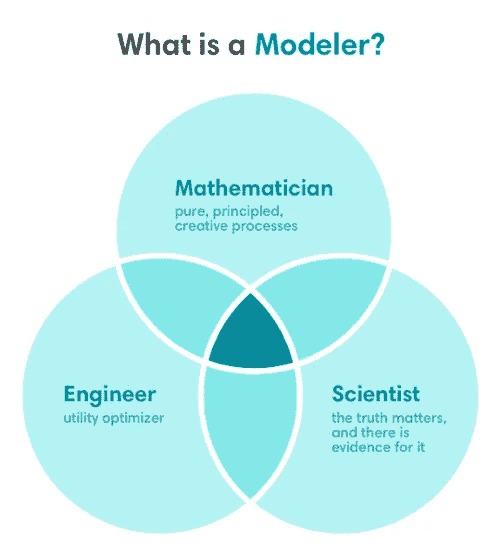 What is a Modeler?
Mathematician
pure, principled,
creative processes
Engineer
utility optimizer
Scientist
the truth matters,
and there is
evidence for it